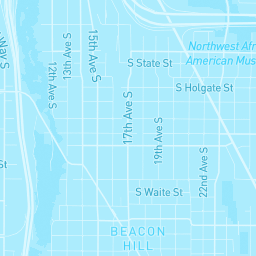 Way S
12th Ave S
13th Ave S
15th Ave S
Northwest Afri
American Mus
S State St
S Holgate St
17th Ave S
19th Ave S
22nd Ave S
St
S Waite St
BEACON
HILL